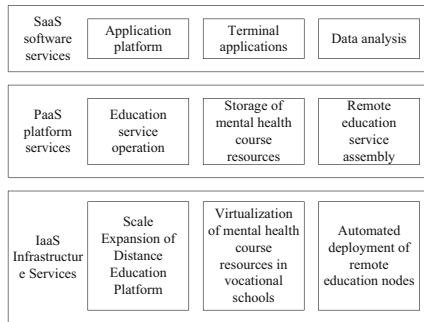 SaaS
software
services
Application
platform
Terminal
applications
Data analysis
PaaS
platform
services
Education
service
operation
Storage of
mental health
course
resources
Remote
education
service
assembly
IaaS
Infrastructur
e Services
Scale
Expansion of
Distance
Education
Platform
Virtualization
of mental health
course
resources in
vocational
schools
Automated
deployment of
remote
education nodes